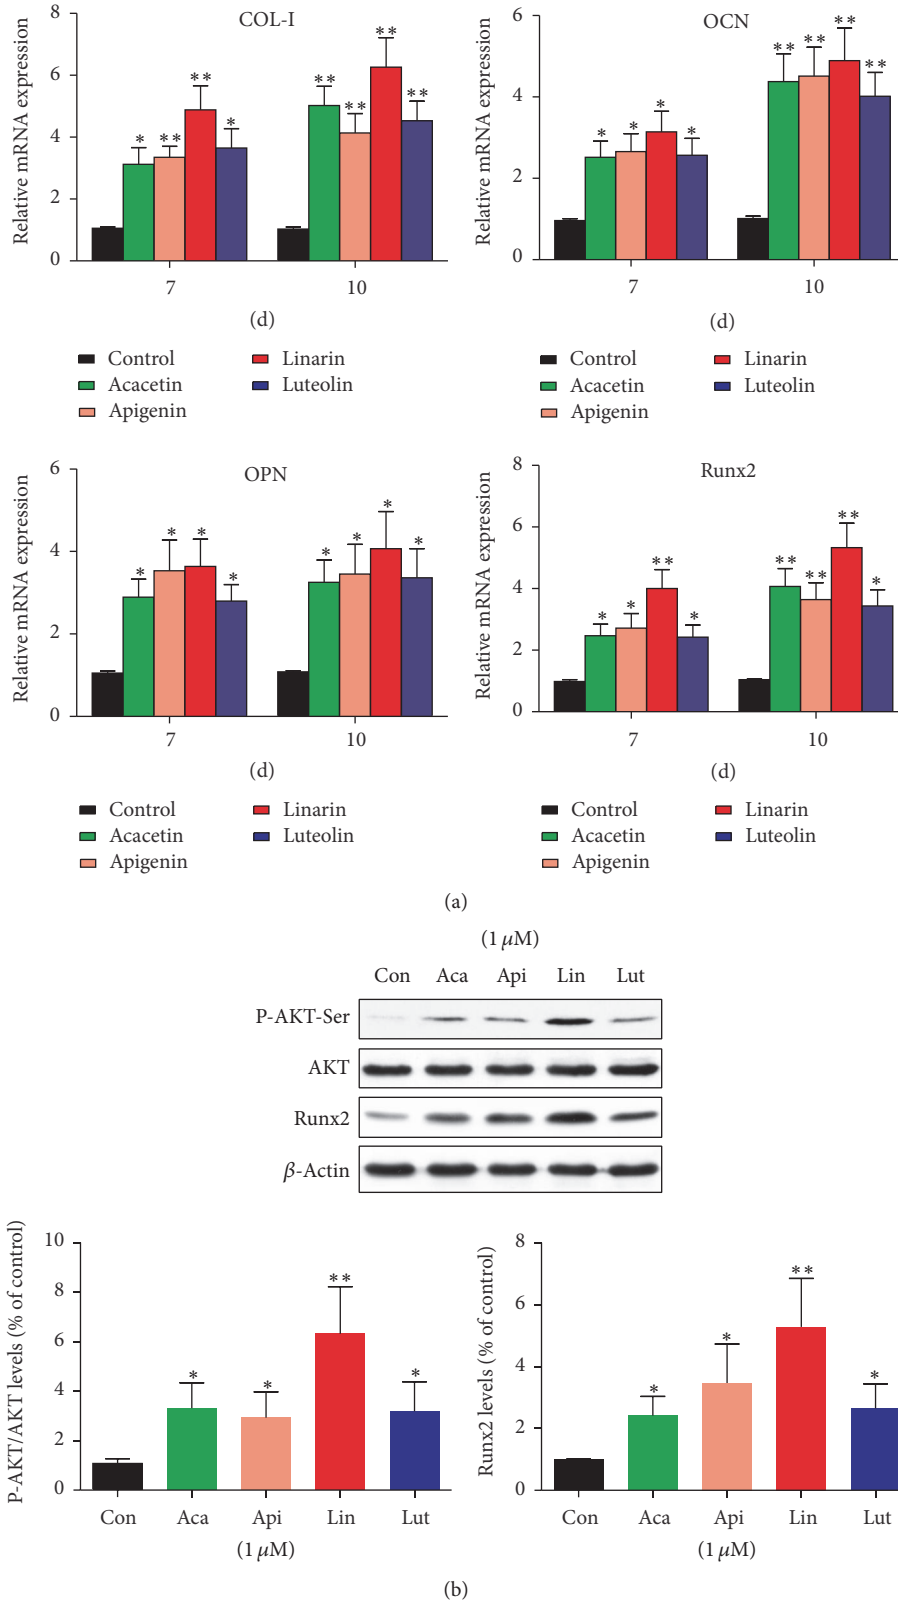 COL-I
Relative mRNA expression
8
6
4
2
0
* ** ** * ** ** ** **
7 10
(d)
Control
Acacetin
Apigenin
Linarin
Luteolin
OCN
Relative mRNA expression
6
4
2
0
* * * * ** ** ** **
7 10
(d)
Control
Acacetin
Apigenin
Linarin
Luteolin
OPN
Relative mRNA expression
6
4
2
0
* * * * * * * *
7 10
(d)
Control
Acacetin
Apigenin
Linarin
Luteolin
Runx2
Relative mRNA expression
8
6
4
2
0
* * ** * ** ** ** *
7 10
(d)
Control
Acacetin
Apigenin
Linarin
Luteolin
(a)
(1 μM)
Con Aca Api Lin Lut
P-AKT-Ser
AKT
Runx2
β-Actin
P-AKT/AKT levels (% of control)
10
8
6
4
2
0
* * ** *
Con Aca Api Lin Lut
(1 μM)
Runx2 levels (% of control)
8
6
4
2
0
* * ** *
Con Aca Api Lin Lut
(1 μM)
(b)